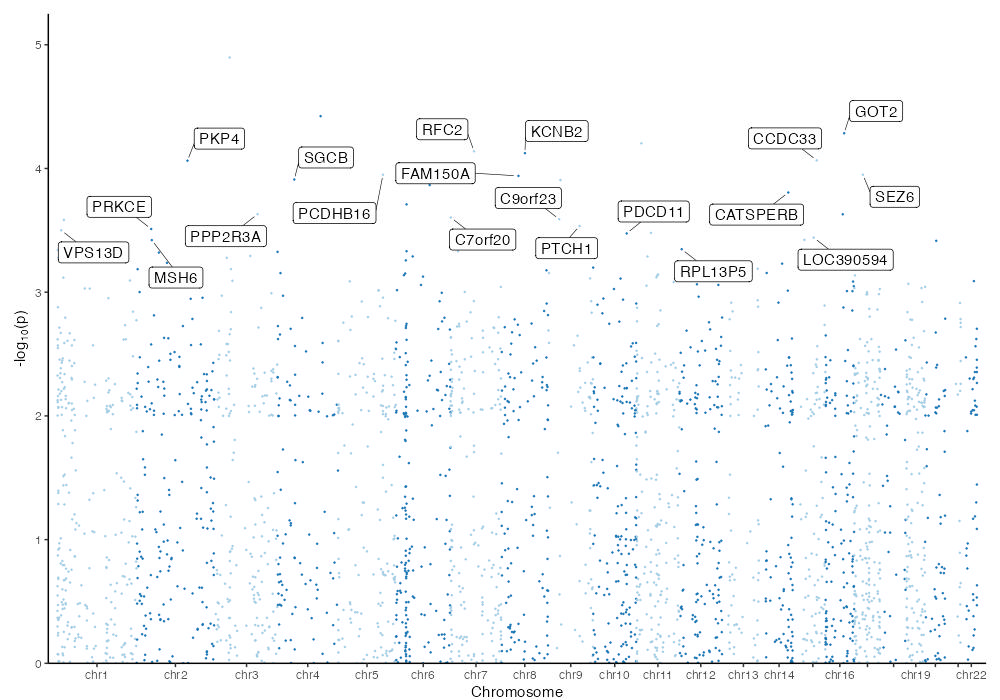 5
GOT2
RFC2
KCNB2
PKP4
CCDC33
4
SGCB
FAM150A
SEZ6
C9orf23
PRKCE
PCDHB16
PDCD11
CATSPERB
PPP2R3A
C7orf20
VPS13D
PTCH1
LOC390594
MSH6
RPL13P5
3
-log10(p)
2
1
0
chr1 chr2 chr3 chr4 chr5 chr6 chr7 chr8 chr9 chr10 chr11 chr12 chr13 chr14 chr16 chr19 chr22
Chromosome